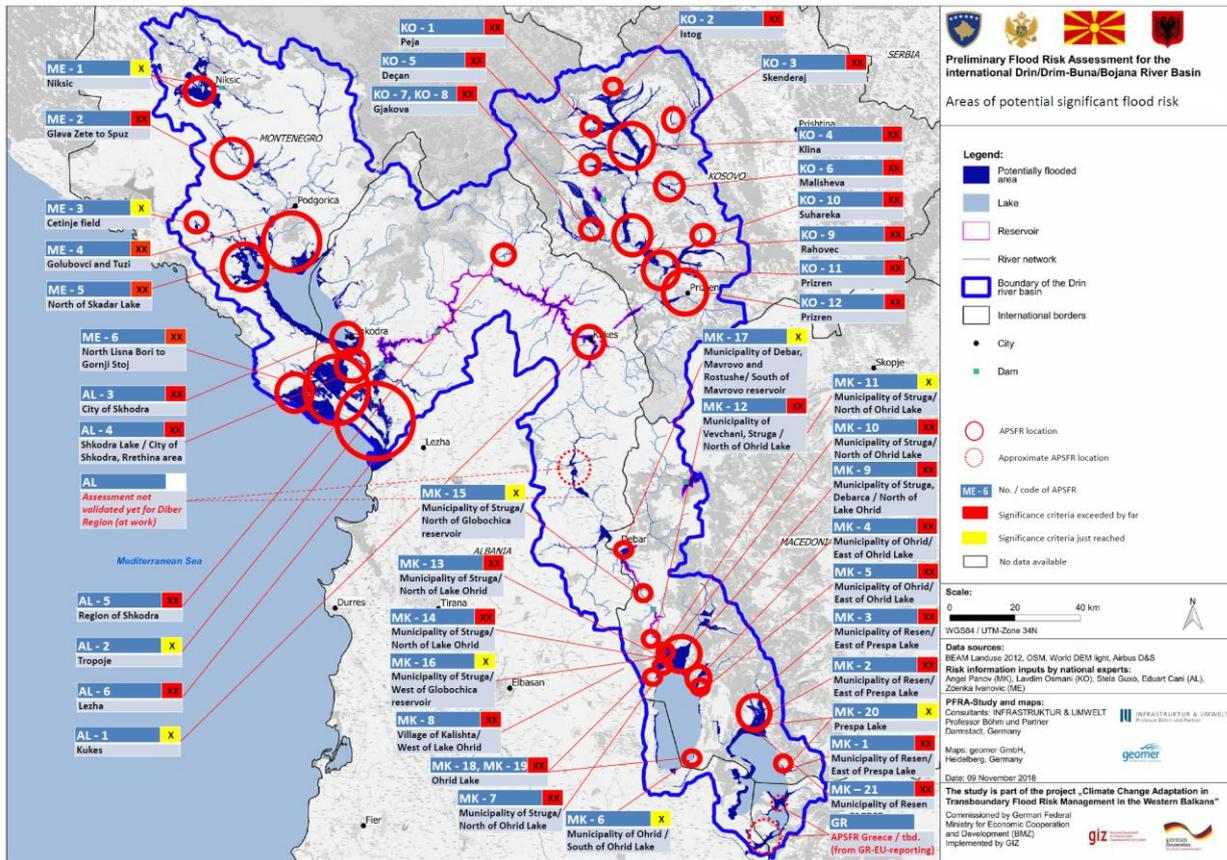 ME - 1 X
Niksic
ME - 2 XX
Glava Zete to Spuz
ME - 3 X
Cetinje field
ME - 4 XX
Golubovci and Tuzi
ME - 5 XX
North of Skadar Lake
ME - 6 XX
North Lisna Bori to
Gornji Stoj
AL - 3 XX
City of Skhodra
AL - 4 XX
Shkodra Lake / City of
Shkodra, Rrethina area
AL
Assessment not
validated yet for Diber
Region (at work)
Mediterranean Sea
AL - 5 XX
Region of Shkodra
AL - 2 X
Tropoje
AL - 6 XX
Lezha
AL - 1 X
Kukes
KO - 1 XX
Peja
KO - 5 XX
Deçan
KO - 7, KO - 8 XX
Gjakova
KO - 2 XX
Istog
KO - 3 XX
Skenderaj
KO - 4 XX
Klina
KO - 6 XX
Malisheva
KO - 10 XX
Suhareka
KO - 9 XX
Rahovec
KO - 11 XX
Prizren
KO - 12 XX
Prizren
MK - 17 X
Municipality of Debar,
Mavrovo and
Rostushe/ South of
Mavrovo reservoir
MK - 12 XX
Municipality of
Vevchani, Struga /
North of Ohrid Lake
MK - 11 X
Municipality of Struga/
North of Ohrid Lake
MK - 10 XX
Municipality of Struga/
North of Ohrid Lake
MK - 9 XX
Municipality of Struga,
Debarca / North of
Lake Ohrid
MK - 4 XX
Municipality of Ohrid/
East of Ohrid Lake
MK - 5 XX
Municipality of Ohrid/
East of Ohrid Lake
MK - 3 XX
Municipality of Resen/
East of Prespa Lake
MK - 2 XX
Municipality of Resen/
East of Prespa Lake
MK - 20 X
Prespa Lake
MK - 1 XX
Municipality of Resen/
East of Prespa Lake
MK – 21 XX
Municipality of Resen
GR
APSFR Greece / tbd.
(from GR-EU-reporting)
MK - 15 X
Municipality of Struga/
North of Globochica
reservoir
MK - 13 XX
Municipality of Struga/
North of Lake Ohrid
MK - 14 XX
Municipality of Struga/
North of Lake Ohrid
MK - 16 X
Municipality of Struga/
West of Globochica
reservoir
MK - 8 XX
Village of Kalishta/
West of Lake Ohrid
MK - 18, MK - 19 XX
Ohrid Lake
MK - 7 XX
Municipality of Struga/
North of Ohrid Lake
MK - 6 X
Municipality of Ohrid /
South of Ohrid Lake
Niksic
MONTENEGRO
Podgorica
SERBIA
Prishtina
KOSOVO
Prizren
Kukes
Skopje
Lezha
Debar
ALBANIA
Durres
Tirana
Elbasan
Fier
Preliminary Flood Risk Assessment for the
international Drin/Drim-Buna/Bojana River Basin
Areas of potential significant flood risk
Legend:
Potentially flooded
area
Lake
Reservoir
River network
Boundary of the Drin
river basin
International borders
City
Dam
APSFR location
Approximate APSFR location
ME - 6 No. / code of APSFR
Significance criteria exceeded by far
Significance criteria just reached
No data available
Scale:
0 20 40 km
N
WGS84 / UTM-Zone 34N
Data sources:
BEAM Landuse 2012, OSM, World DEM light, Airbus D&S
Risk information inputs by national experts:
Angel Panov (MK), Lavdim Osmani (KO), Stela Guxo, Eduart Cani (AL),
Zdenka Ivanovic (ME)
PFRA-Study and maps:
Consultants: INFRASTRUKTUR & UMWELT
Professor Böhm und Partner
Darmstadt, Germany
INFRASTRUKTUR & UMWELT
Professor Böhm und Partner
Maps: geomer GmbH,
Heidelberg, Germany
geomer
Date: 09 November 2018
The study is part of the project „Climate Change Adaptation in
Transboundary Flood Risk Management in the Western Balkans"
Commissioned by German Federal
Ministry for Economic Cooperation
and Development (BMZ)
Implemented by GIZ
giz
german
cooperation